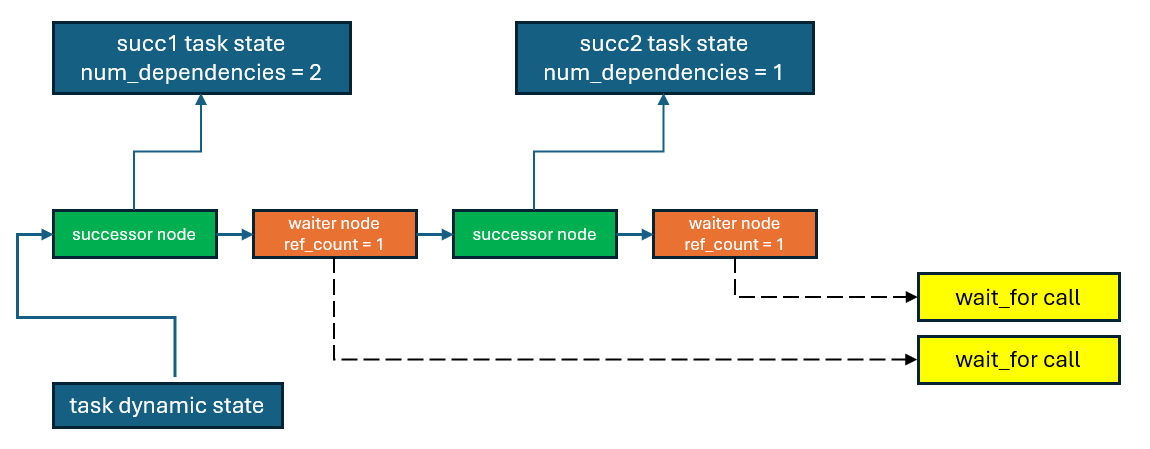 succ1 task state
num_dependencies = 2
succ2 task state
num_dependencies = 1
successor node
waiter node
ref_count = 1
successor node
waiter node
ref_count = 1
wait_for call
wait_for call
task dynamic state